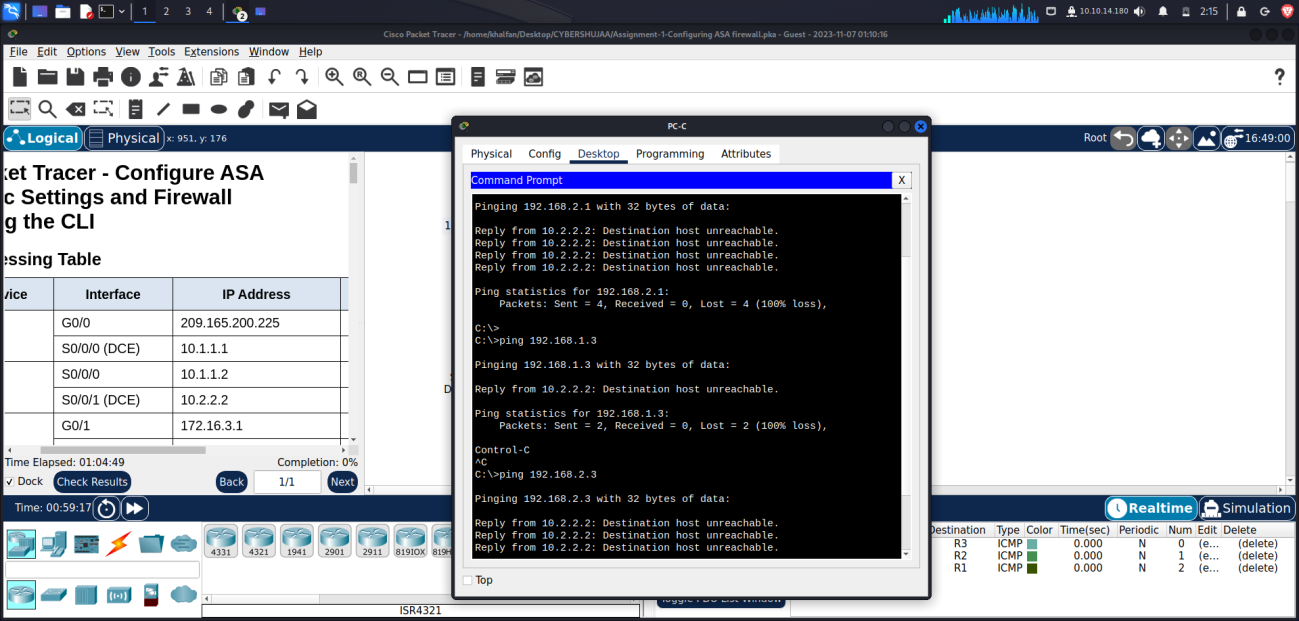 1 2 3 4 2 10.10.14.180 2:15
Cisco Packet Tracer - /home/khalfan/Desktop/CYBERSHUJAA/Assignment-1-Configuring ASA firewall.pka - Guest - 2023-11-07 01:10:16
File Edit Options View Tools Extensions Window Help
?
Logical Physical x: 951, y: 176 Root 16:49:00
ket Tracer - Configure ASA
c Settings and Firewall
g the CLI
essing Table
vice Interface IP Address
G0/0 209.165.200.225
S0/0/0 (DCE) 10.1.1.1
S0/0/0 10.1.1.2
S0/0/1 (DCE) 10.2.2.2
G0/1 172.16.3.1
Time Elapsed: 01:04:49 Completion: 0%
Dock Check Results Back 1/1 Next
Time: 00:59:17 Realtime Simulation
4331 4321 1941 2901 2911 819IOX 819H
ISR4321
1
D
PC-C
Physical Config Desktop Programming Attributes
Command Prompt X
Pinging 192.168.2.1 with 32 bytes of data:
Reply from 10.2.2.2: Destination host unreachable.
Reply from 10.2.2.2: Destination host unreachable.
Reply from 10.2.2.2: Destination host unreachable.
Reply from 10.2.2.2: Destination host unreachable.
Ping statistics for 192.168.2.1:
Packets: Sent = 4, Received = 0, Lost = 4 (100% loss),
C:\>
C:\>ping 192.168.1.3
Pinging 192.168.1.3 with 32 bytes of data:
Reply from 10.2.2.2: Destination host unreachable.
Ping statistics for 192.168.1.3:
Packets: Sent = 2, Received = 0, Lost = 2 (100% loss),
Control-C
^C
C:\>ping 192.168.2.3
Pinging 192.168.2.3 with 32 bytes of data:
Reply from 10.2.2.2: Destination host unreachable.
Reply from 10.2.2.2: Destination host unreachable.
Reply from 10.2.2.2: Destination host unreachable.
Top
Destination Type Color Time(sec) Periodic Num Edit Delete
R3 ICMP 0.000 N 0 (e... (delete)
R2 ICMP 0.000 N 1 (e... (delete)
R1 ICMP 0.000 N 2 (e... (delete)
Toggle PDU List Window